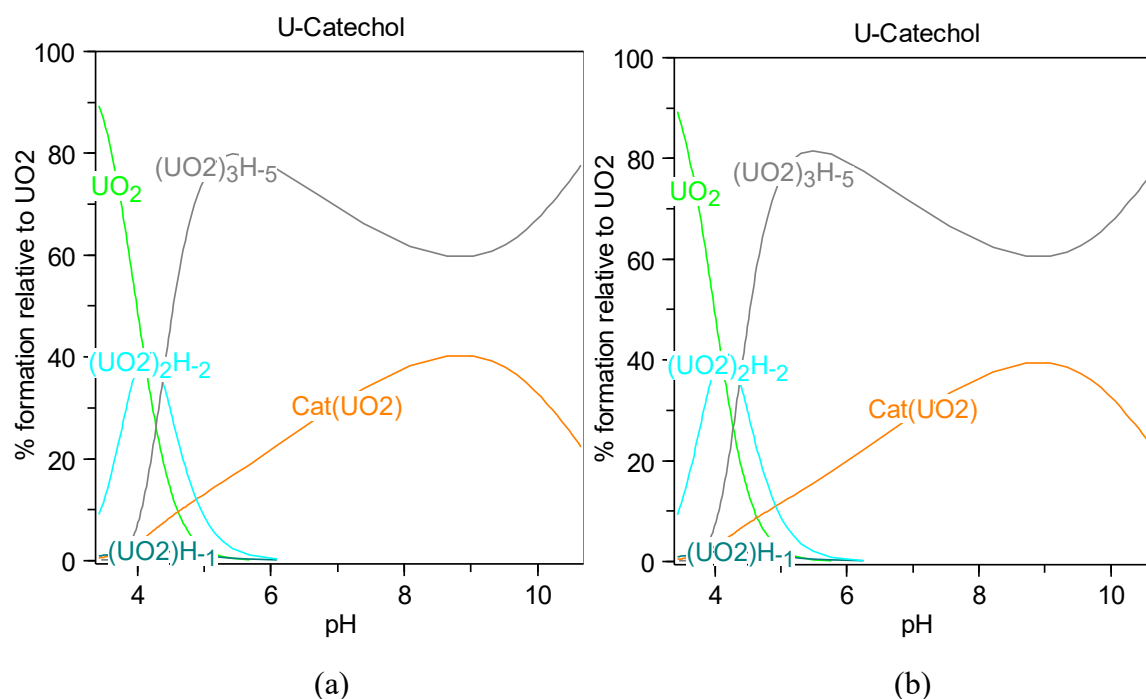 U-Catechol
% formation relative to UO2
100
80
60
40
20
0
(UO2)3H-5
UO2
(UO2)2H-2
Cat(UO2)
(UO2)H-1
4
6
8
10
pH
(a)
U-Catechol
% formation relative to UO2
100
80
60
40
20
0
(UO2)3H-5
UO2
(UO2)2H-2
Cat(UO2)
(UO2)H-1
4
6
8
10
pH
(b)